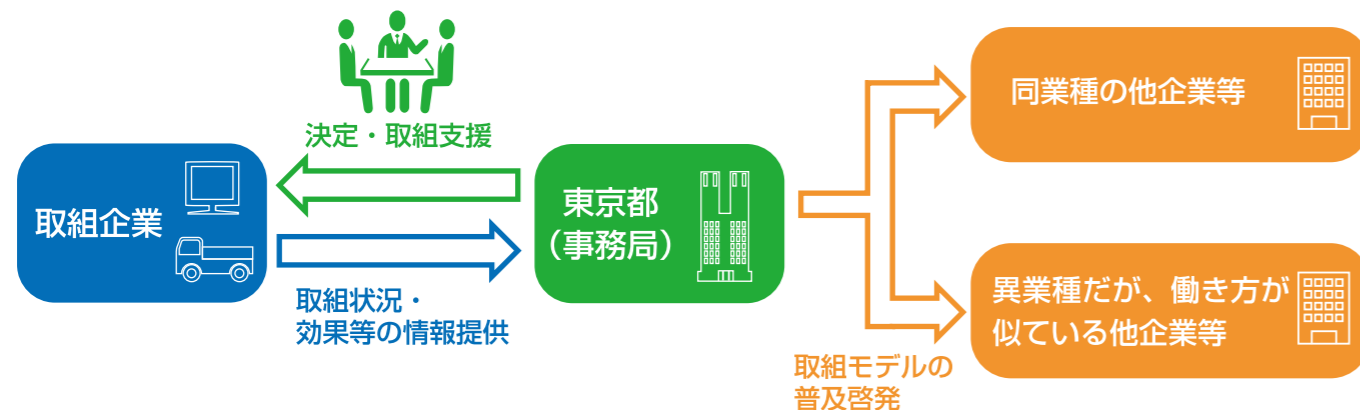 決定・取組支援
取組企業
東京都
（事務局）
取組状況・
効果等の情報提供
同業種の他企業等
異業種だが、働き方が
似ている他企業等
取組モデルの
普及啓発